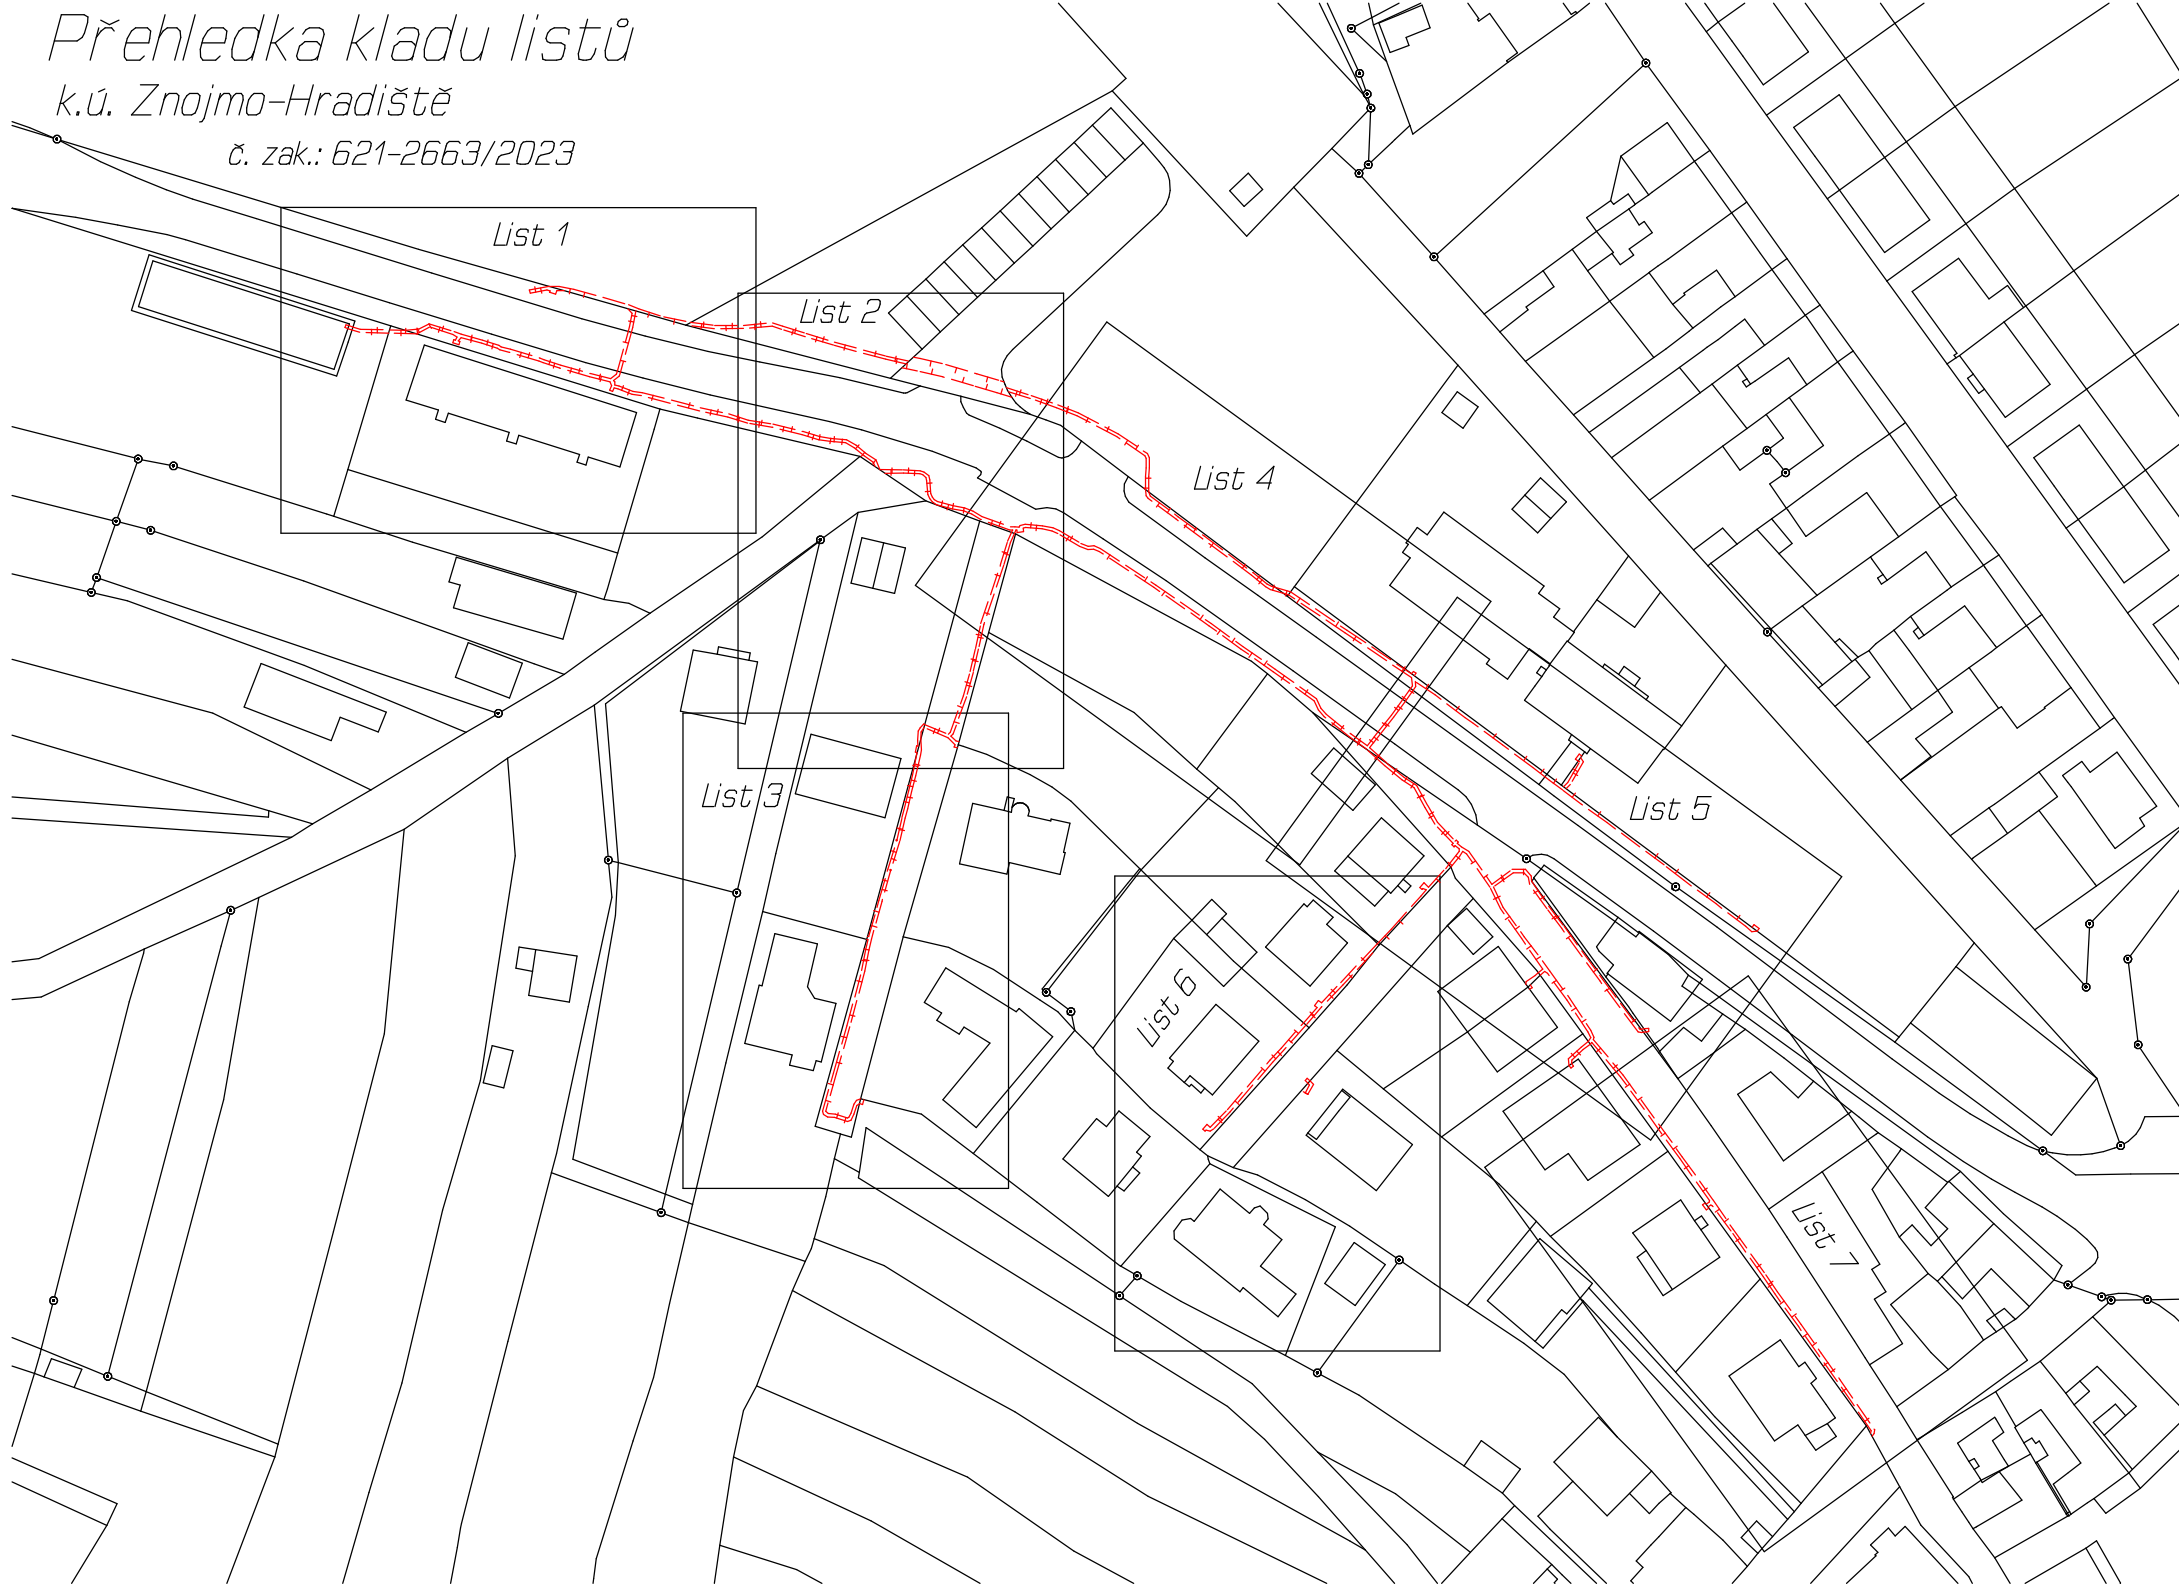 Přehledka kladu listů
k.ú. Znojmo-Hradiště
č. zak.: 621-2663/2023
List 1
List 2
List 4
List 3
List 5
List 6
List 7